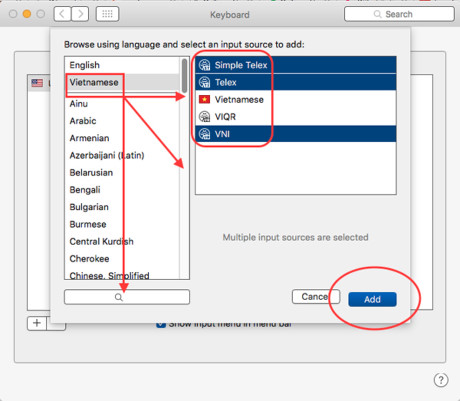 Keyboard
Search
Browse using language and select an input source to add:
English
Vietnamese
Ainu
Arabic
Armenian
Azerbaijani (Latin)
Belarusian
Bengali
Bulgarian
Burmese
Central Kurdish
Cherokee
Chinese, Simplified
Simple Telex
Telex
Vietnamese
VIQR
VNI
Multiple input sources are selected
Cancel
Add
+
Show Input menu in menu bar
?